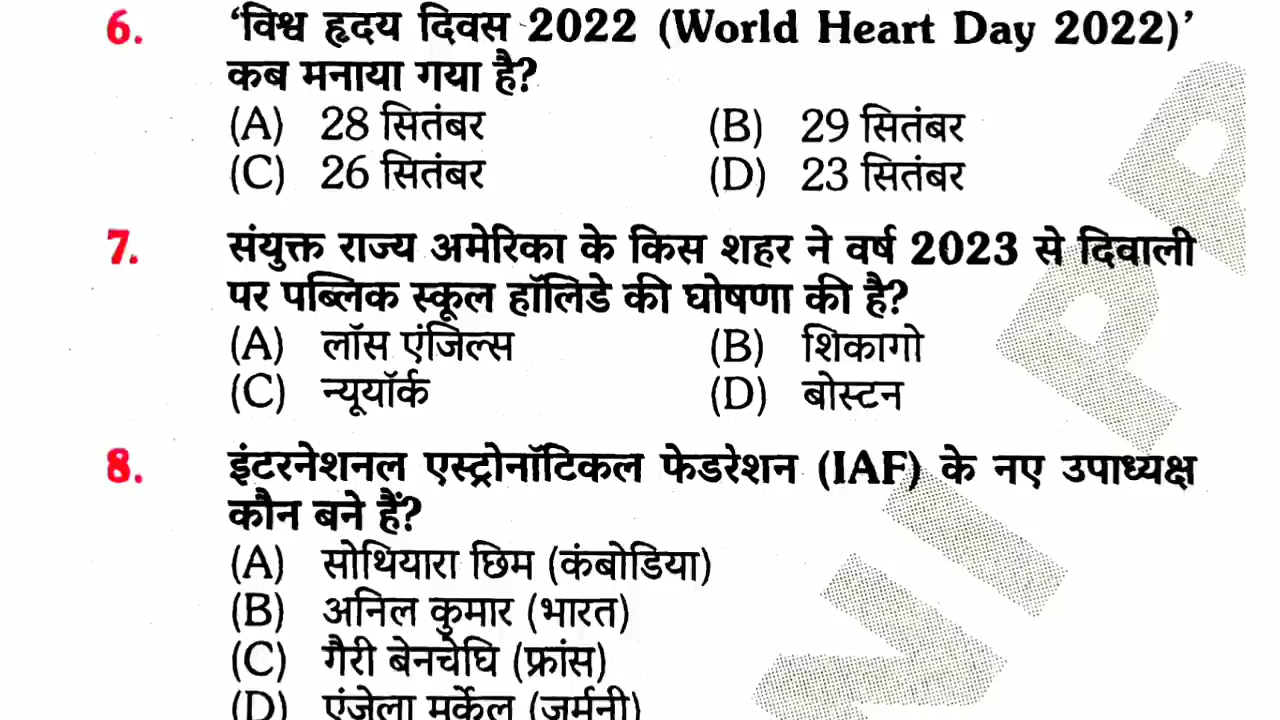 6. ‘विश्व हृदय दिवस 2022 (World Heart Day 2022)’
कब मनाया गया है?
(A) 28 सितंबर (B) 29 सितंबर
(C) 26 सितंबर (D) 23 सितंबर
7. संयुक्त राज्य अमेरिका के किस शहर ने वर्ष 2023 से दिवाली
पर पब्लिक स्कूल हॉलिडे की घोषणा की है?
(A) लॉस एंजिल्स (B) शिकागो
(C) न्यूयॉर्क (D) बोस्टन
8. इंटरनेशनल एस्ट्रोनॉटिकल फेडरेशन (IAF) के नए उपाध्यक्ष
कौन बने हैं?
(A) सोथियारा छिम (कंबोडिया)
(B) अनिल कुमार (भारत)
(C) गैरी बेनचेघि (फ्रांस)
(D) एंजेला मर्केल (जर्मनी)